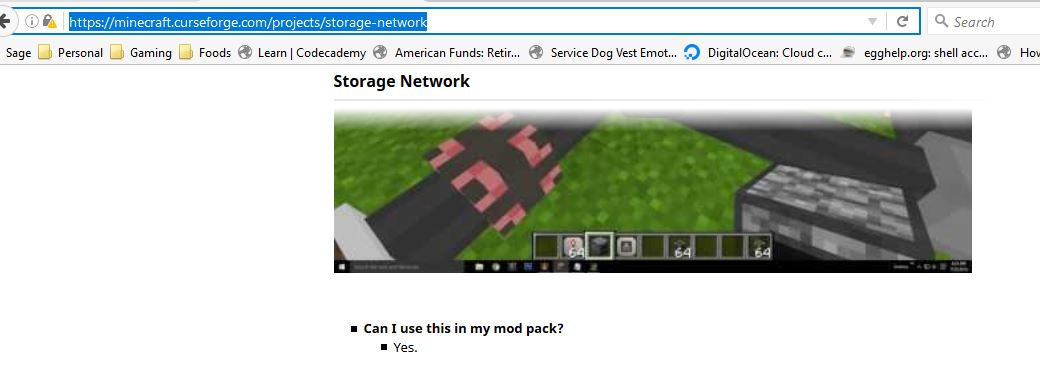 https://minecraft.curseforge.com/projects/storage-network
Search
Sage Personal Gaming Foods Learn | Codecademy American Funds: Retir... Service Dog Vest Emot... DigitalOcean: Cloud c... egghelp.org: shell acc... Hov
Storage Network
64 64 64
Can I use this in my mod pack?
Yes.